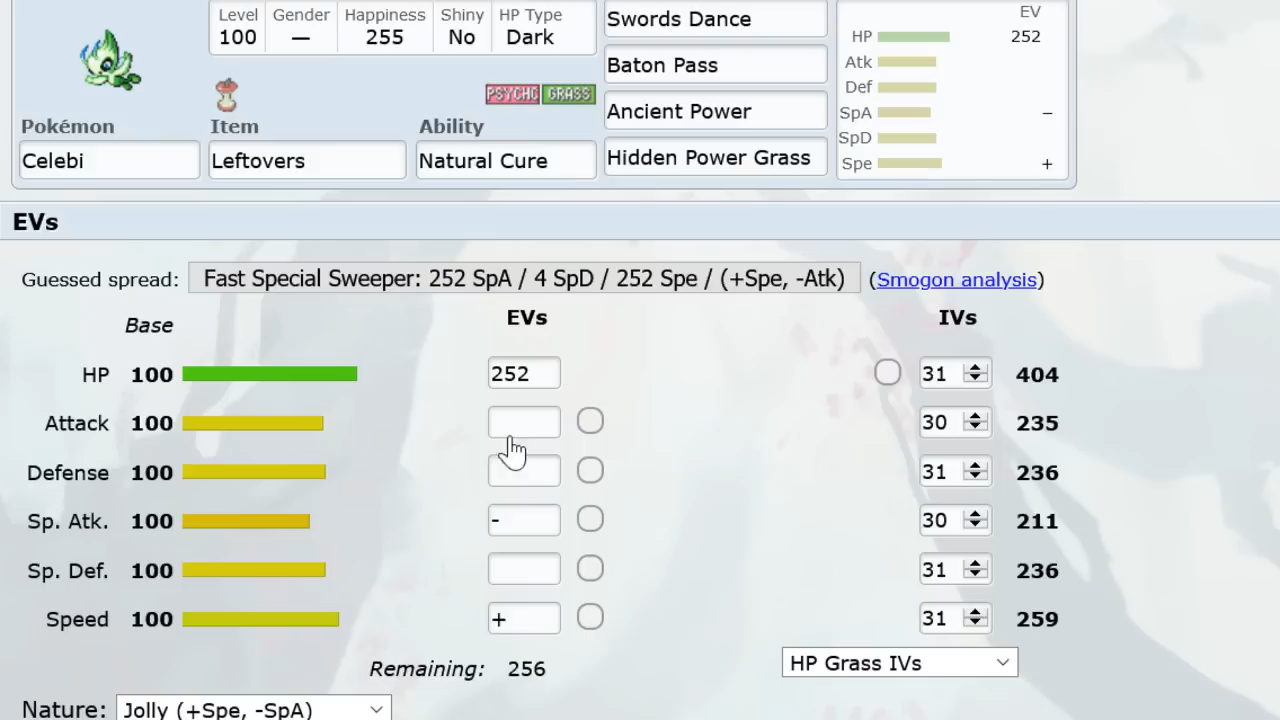 Level Gender Happiness Shiny HP Type
100 — 255 No Dark
PSYCHC GRASS
Pokémon Item Ability
Celebi Leftovers Natural Cure
Swords Dance
Baton Pass
Ancient Power
Hidden Power Grass
EV
HP 252
Atk
Def
SpA −
SpD
Spe +
EVs
Guessed spread: Fast Special Sweeper: 252 SpA / 4 SpD / 252 Spe / (+Spe, -Atk) (Smogon analysis)
Base EVs IVs
HP 100 252 31 404
Attack 100 30 235
Defense 100 31 236
Sp. Atk. 100 - 30 211
Sp. Def. 100 31 236
Speed 100 + 31 259
Remaining: 256 HP Grass IVs
Nature: Jolly (+Spe, -SpA)